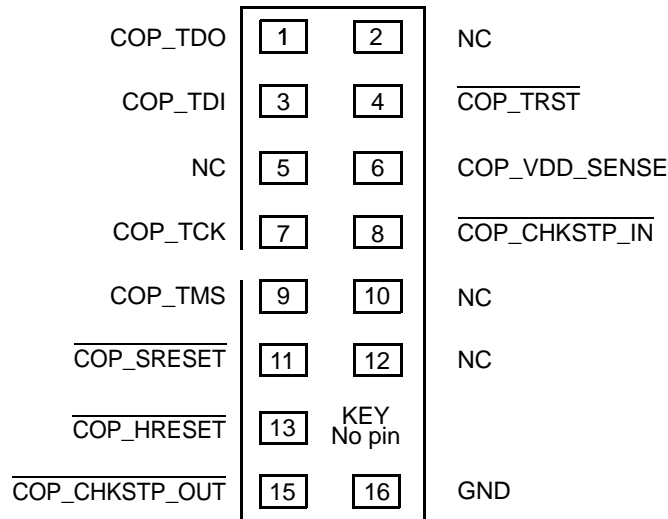 COP_TDO 1 2 NC
COP_TDI 3 4 COP_TRST
NC 5 6 COP_VDD_SENSE
COP_TCK 7 8 COP_CHKSTP_IN
COP_TMS 9 10 NC
COP_SRESET 11 12 NC
COP_HRESET 13 KEY
No pin
COP_CHKSTP_OUT 15 16 GND